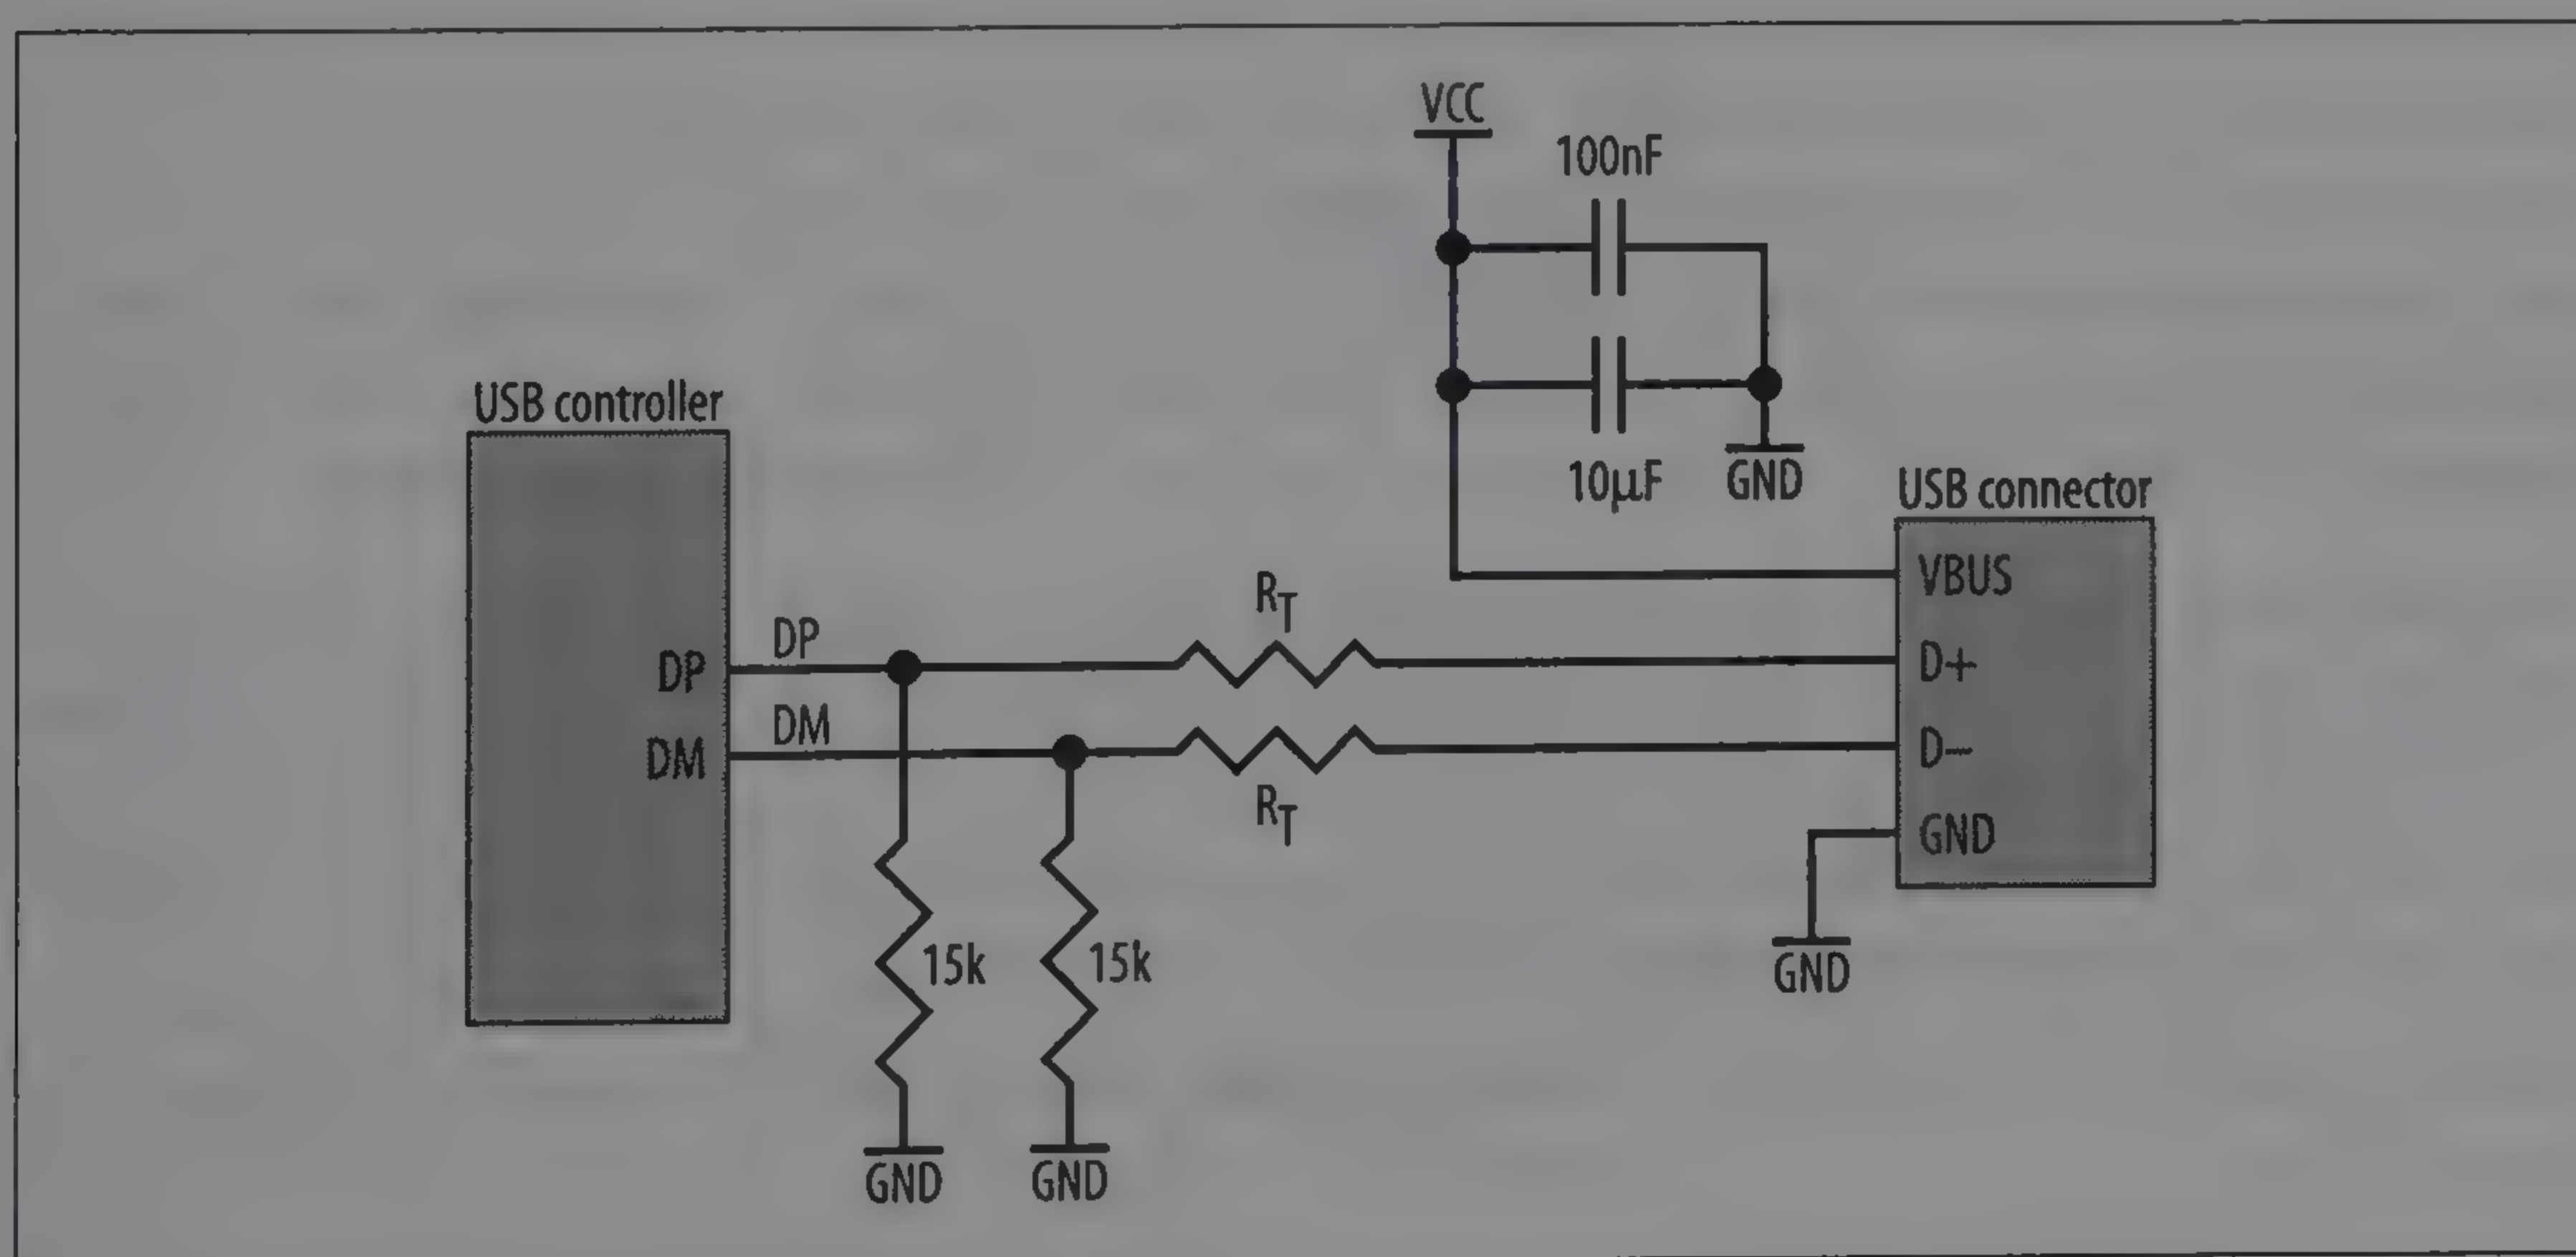 VCC
100nF
10µF
GND
USB controller
USB connector
VBUS
RT
DP
DP
D+
DM
DM
D−
RT
GND
15k
15k
GND
GND
GND